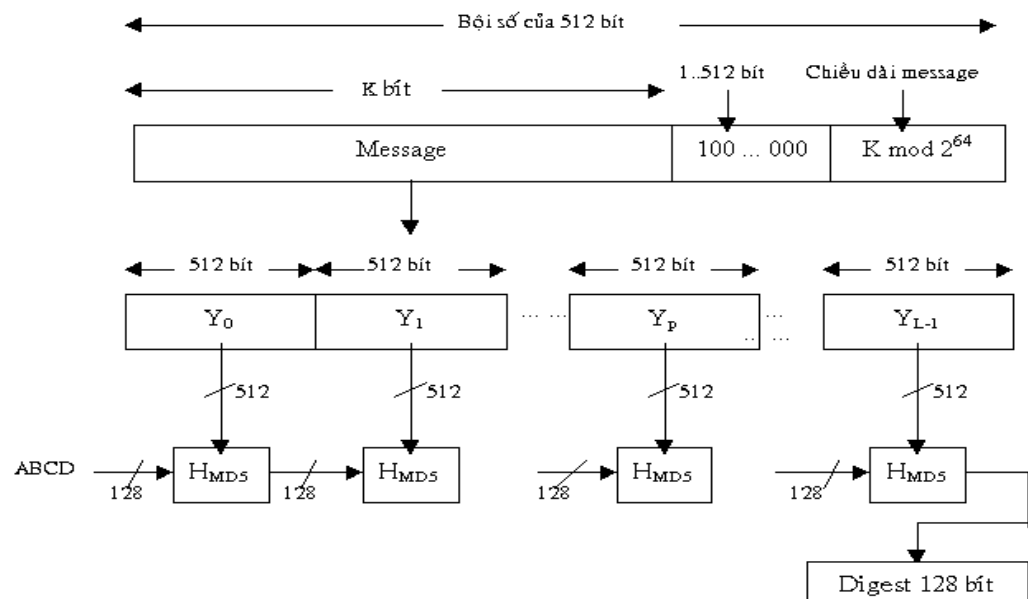 Bội số của 512 bít
1..512 bít
Chiều dài message
K bít
Message
100 ... 000
K mod 2^64
512 bít
512 bít
512 bít
512 bít
Y0
Y1
... ...
Yp
...
... ...
YL-1
512
512
512
512
ABCD
128
HMD5
128
HMD5
128
HMD5
128
HMD5
Digest 128 bít